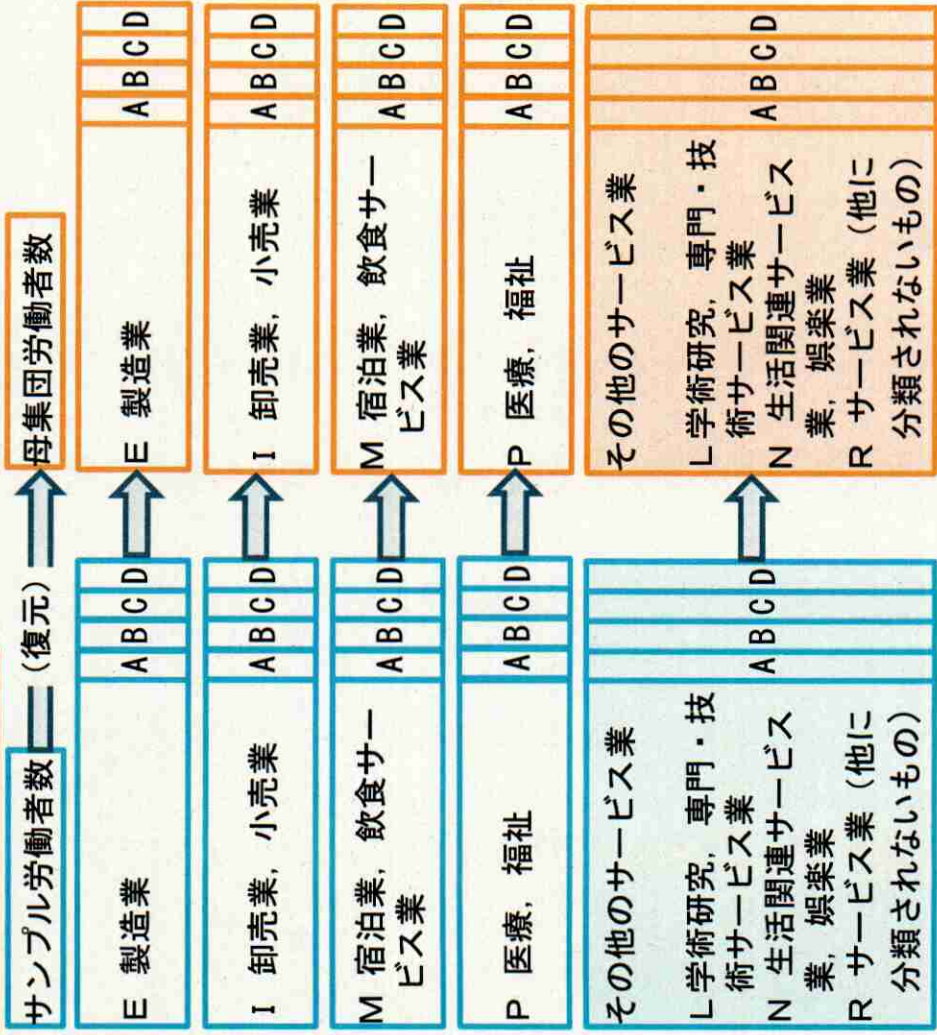 サンプル労働者数
(復元)
母集団労働者数
E 製造業
A B C D
E 製造業
A B C D
I 卸売業, 小売業
A B C D
I 卸売業, 小売業
A B C D
M 宿泊業, 飲食サー
ビス業
A B C D
M 宿泊業, 飲食サー
ビス業
A B C D
P 医療, 福祉
A B C D
P 医療, 福祉
A B C D
その他のサービス業
L 学術研究, 専門・技
術サービス業
N 生活関連サービス
業, 娯楽業
R サービス業 (他に
分類されないもの)
A B C D
その他のサービス業
L 学術研究, 専門・技
術サービス業
N 生活関連サービス
業, 娯楽業
R サービス業 (他に
分類されないもの)
A B C D